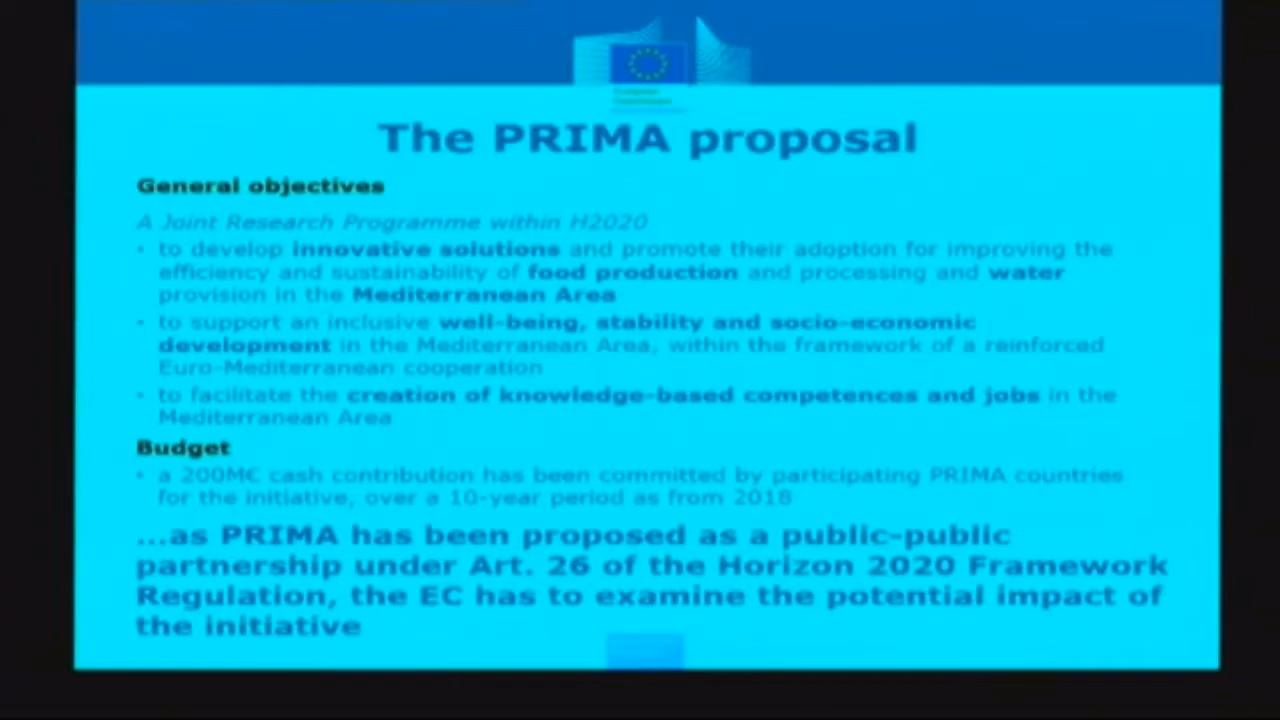 European
Commission
The PRIMA proposal
General objectives
A Joint Research Programme within H2020
• to develop innovative solutions and promote their adoption for improving the
efficiency and sustainability of food production and processing and water
provision in the Mediterranean Area
• to support an inclusive well-being, stability and socio-economic
development in the Mediterranean Area, within the framework of a reinforced
Euro-Mediterranean cooperation
• to facilitate the creation of knowledge-based competences and jobs in the
Mediterranean Area
Budget
• a 200M€ cash contribution has been committed by participating PRIMA countries
for the initiative, over a 10-year period as from 2018
...as PRIMA has been proposed as a public-public
partnership under Art. 26 of the Horizon 2020 Framework
Regulation, the EC has to examine the potential impact of
the initiative